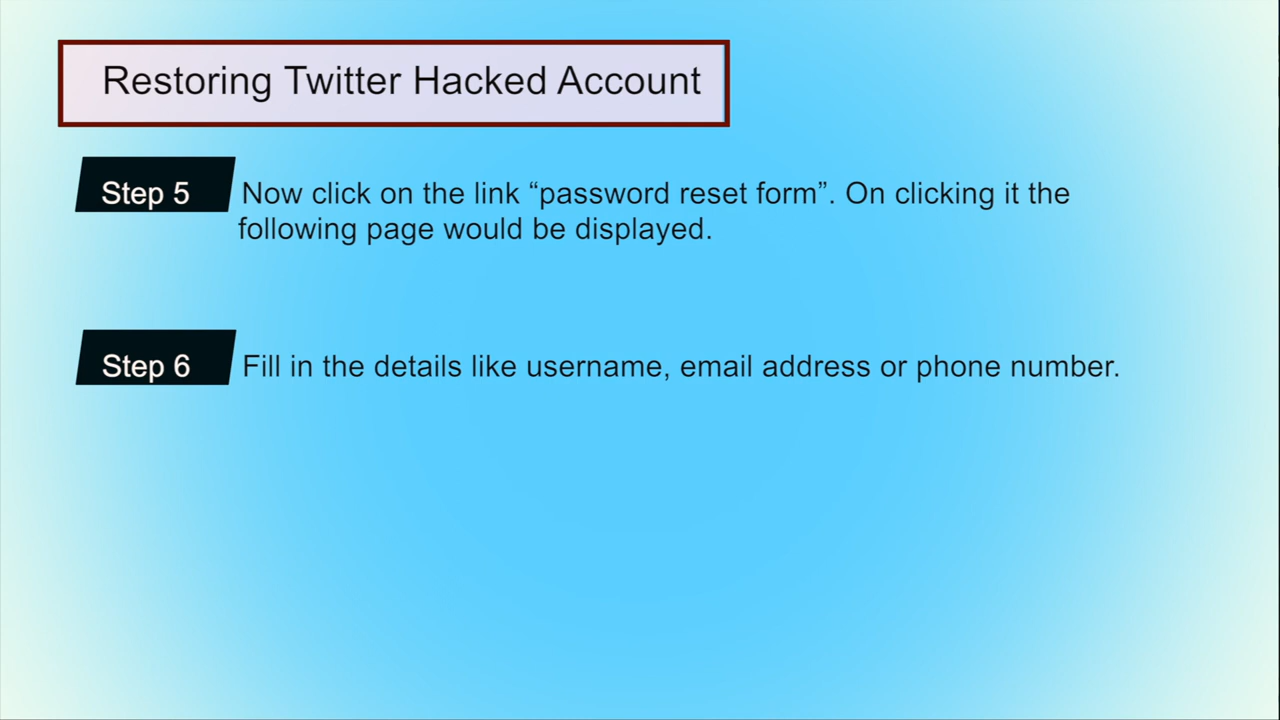 Restoring Twitter Hacked Account
Step 5 Now click on the link “password reset form”. On clicking it the
following page would be displayed.
Step 6 Fill in the details like username, email address or phone number.